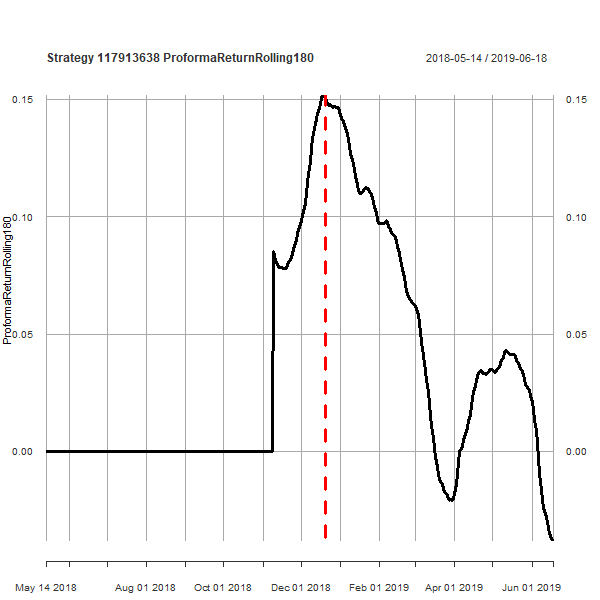 Strategy 117913638 ProformaReturnRolling180
2018-05-14 / 2019-06-18
ProformaReturnRolling180
0.15
0.10
0.05
0.00
0.15
0.10
0.05
0.00
May 14 2018
Aug 01 2018
Oct 01 2018
Dec 01 2018
Feb 01 2019
Apr 01 2019
Jun 01 2019